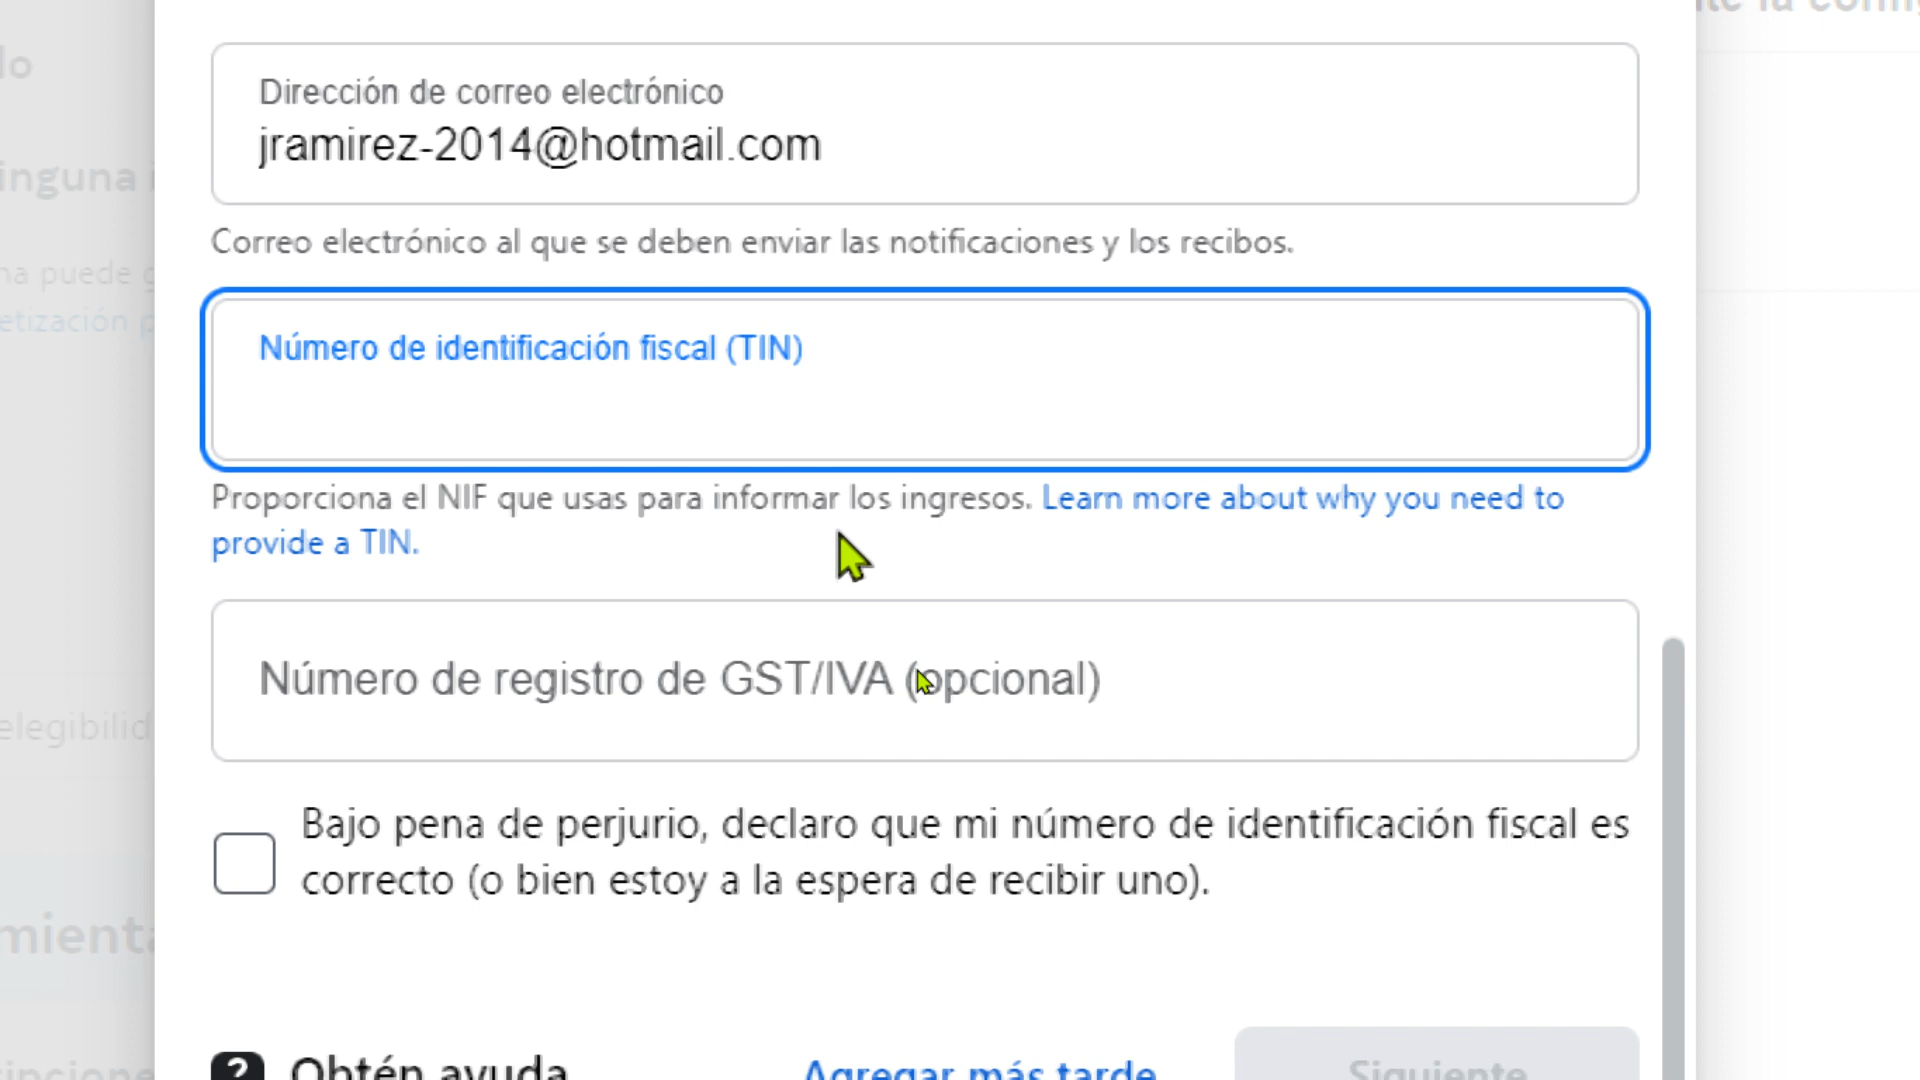 Dirección de correo electrónico
jramirez-2014@hotmail.com
Correo electrónico al que se deben enviar las notificaciones y los recibos.
Número de identificación fiscal (TIN)
Proporciona el NIF que usas para informar los ingresos. Learn more about why you need to
provide a TIN.
Número de registro de GST/IVA (opcional)
Bajo pena de perjurio, declaro que mi número de identificación fiscal es
correcto (o bien estoy a la espera de recibir uno).
? Obtén ayuda
Agregar más tarde
Siguiente